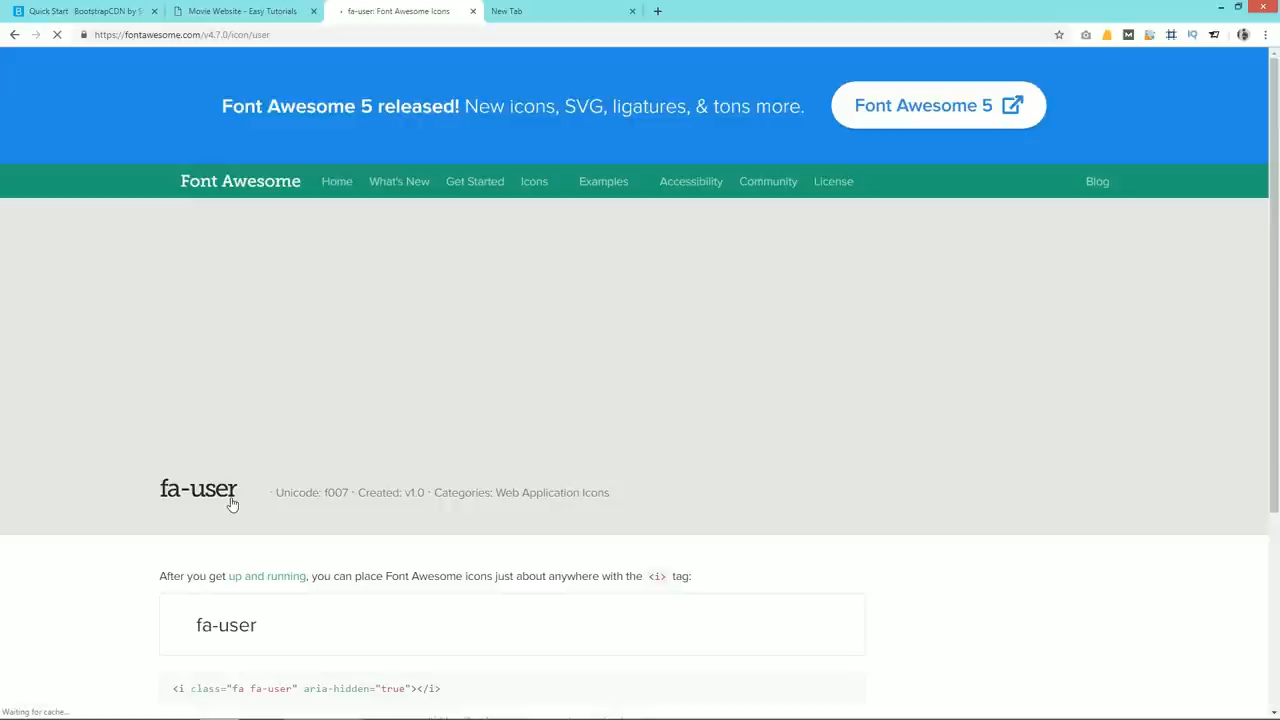 Quick Start · BootstrapCDN by S
Movie Website - Easy Tutorials
fa-user: Font Awesome Icons
New Tab
https://fontawesome.com/v4.7.0/icon/user
Font Awesome 5 released! New icons, SVG, ligatures, & tons more.
Font Awesome 5
Font Awesome Home What's New Get Started Icons Examples Accessibility Community License Blog
fa-user · Unicode: f007 · Created: v1.0 · Categories: Web Application Icons
After you get up and running, you can place Font Awesome icons just about anywhere with the <i> tag:
fa-user
<i class="fa fa-user" aria-hidden="true"></i>
Waiting for cache...